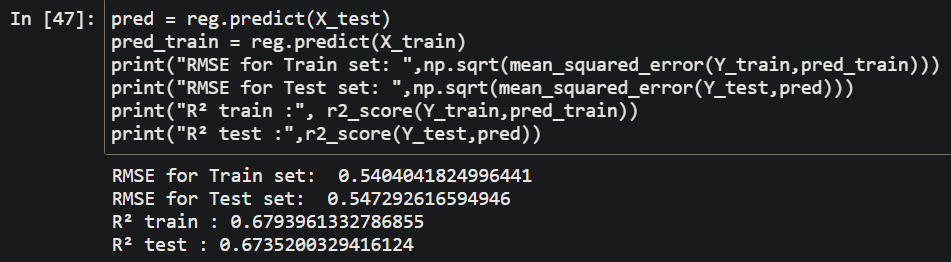 In [47]: pred = reg.predict(X_test)
pred_train = reg.predict(X_train)
print("RMSE for Train set: ",np.sqrt(mean_squared_error(Y_train,pred_train)))
print("RMSE for Test set: ",np.sqrt(mean_squared_error(Y_test,pred)))
print("R² train :", r2_score(Y_train,pred_train))
print("R² test :",r2_score(Y_test,pred))
RMSE for Train set:  0.5404041824996441
RMSE for Test set:  0.547292616594946
R² train : 0.6793961332786855
R² test : 0.6735200329416124